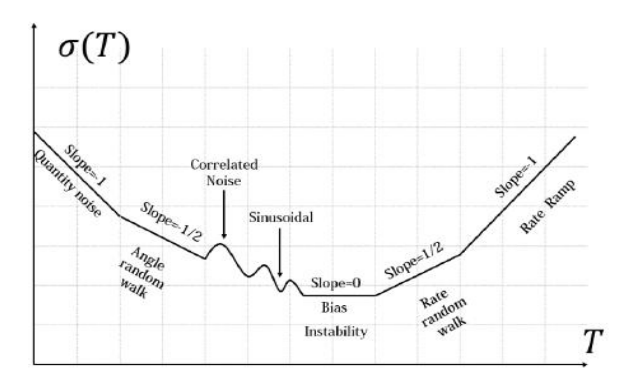 σ(T)
Slope=-1
Quantity noise
Slope=-1/2
Angle
random
walk
Correlated
Noise
Sinusoidal
Slope=0
Bias
Instability
Slope=1/2
Rate
random
walk
Slope=-1
Rate Ramp
T